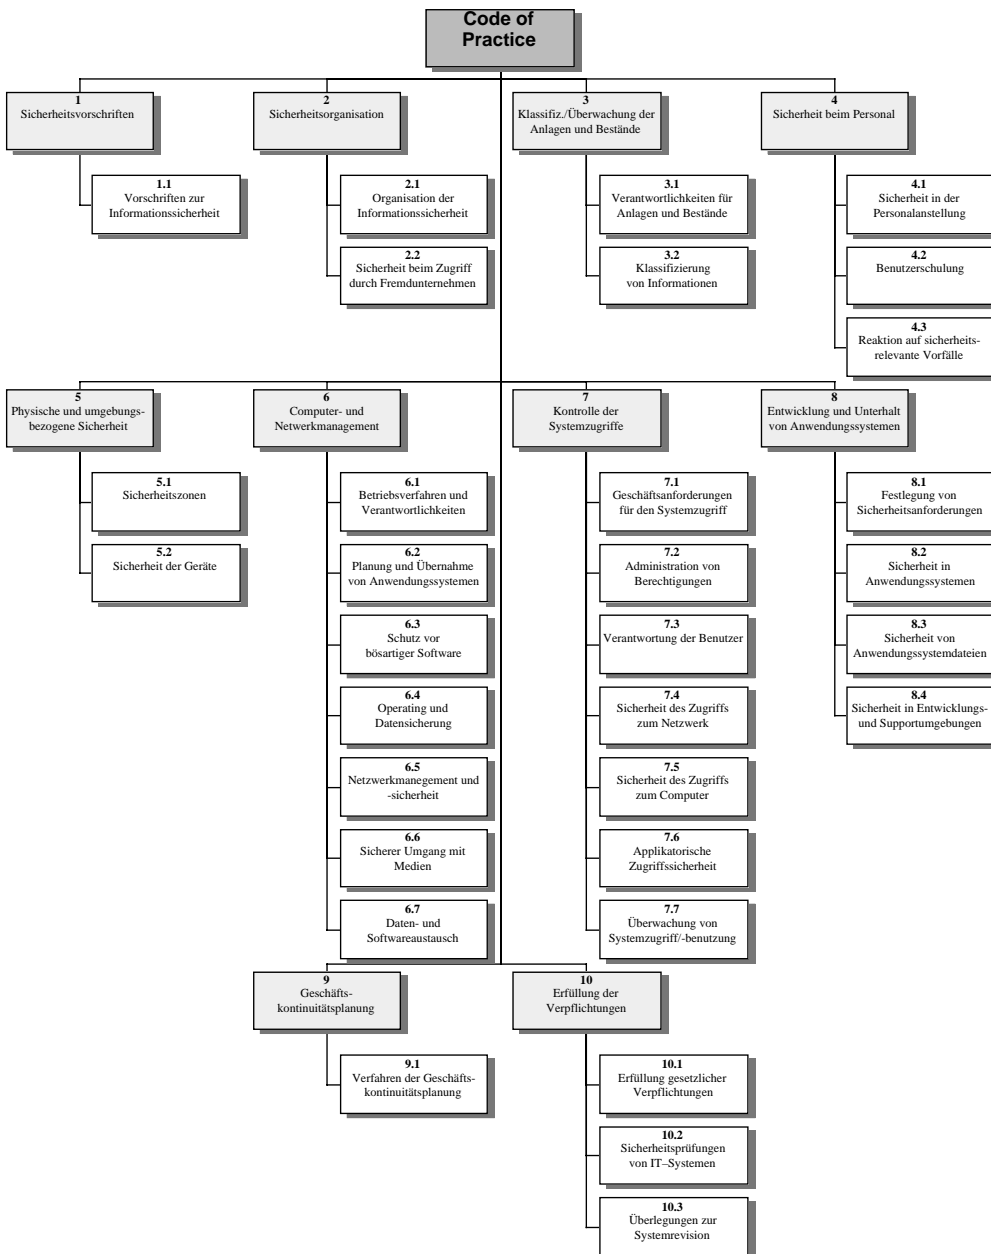 Code of
Practice
1
Sicherheitsvorschriften
1.1
Vorschriften zur
Informationssicherheit
2
Sicherheitsorganisation
2.1
Organisation der
Informationssicherheit
2.2
Sicherheit beim Zugriff
durch Fremdunternehmen
3
Klassifiz./Überwachung der
Anlagen und Bestände
3.1
Verantwortlichkeiten für
Anlagen und Bestände
3.2
Klassifizierung
von Informationen
4
Sicherheit beim Personal
4.1
Sicherheit in der
Personalanstellung
4.2
Benutzerschulung
4.3
Reaktion auf sicherheits-
relevante Vorfälle
5
Physische und umgebungs-
bezogene Sicherheit
5.1
Sicherheitszonen
5.2
Sicherheit der Geräte
6
Computer- und
Netwerkmanagement
6.1
Betriebsverfahren und
Verantwortlichkeiten
6.2
Planung und Übernahme
von Anwendungssystemen
6.3
Schutz vor
bösartiger Software
6.4
Operating und
Datensicherung
6.5
Netzwerkmanegement und
-sicherheit
6.6
Sicherer Umgang mit
Medien
6.7
Daten- und
Softwareaustausch
7
Kontrolle der
Systemzugriffe
7.1
Geschäftsanforderungen
für den Systemzugriff
7.2
Administration von
Berechtigungen
7.3
Verantwortung der Benutzer
7.4
Sicherheit des Zugriffs
zum Netzwerk
7.5
Sicherheit des Zugriffs
zum Computer
7.6
Applikatorische
Zugriffssicherheit
7.7
Überwachung von
Systemzugriff/-benutzung
8
Entwicklung und Unterhalt
von Anwendungssystemen
8.1
Festlegung von
Sicherheitsanforderungen
8.2
Sicherheit in
Anwendungssystemen
8.3
Sicherheit von
Anwendungssystemdateien
8.4
Sicherheit in Entwicklungs-
und Supportumgebungen
9
Geschäfts-
kontinuitätsplanung
9.1
Verfahren der Geschäfts-
kontinuitätsplanung
10
Erfüllung der
Verpflichtungen
10.1
Erfüllung gesetzlicher
Verpflichtungen
10.2
Sicherheitsprüfungen
von IT–Systemen
10.3
Überlegungen zur
Systemrevision